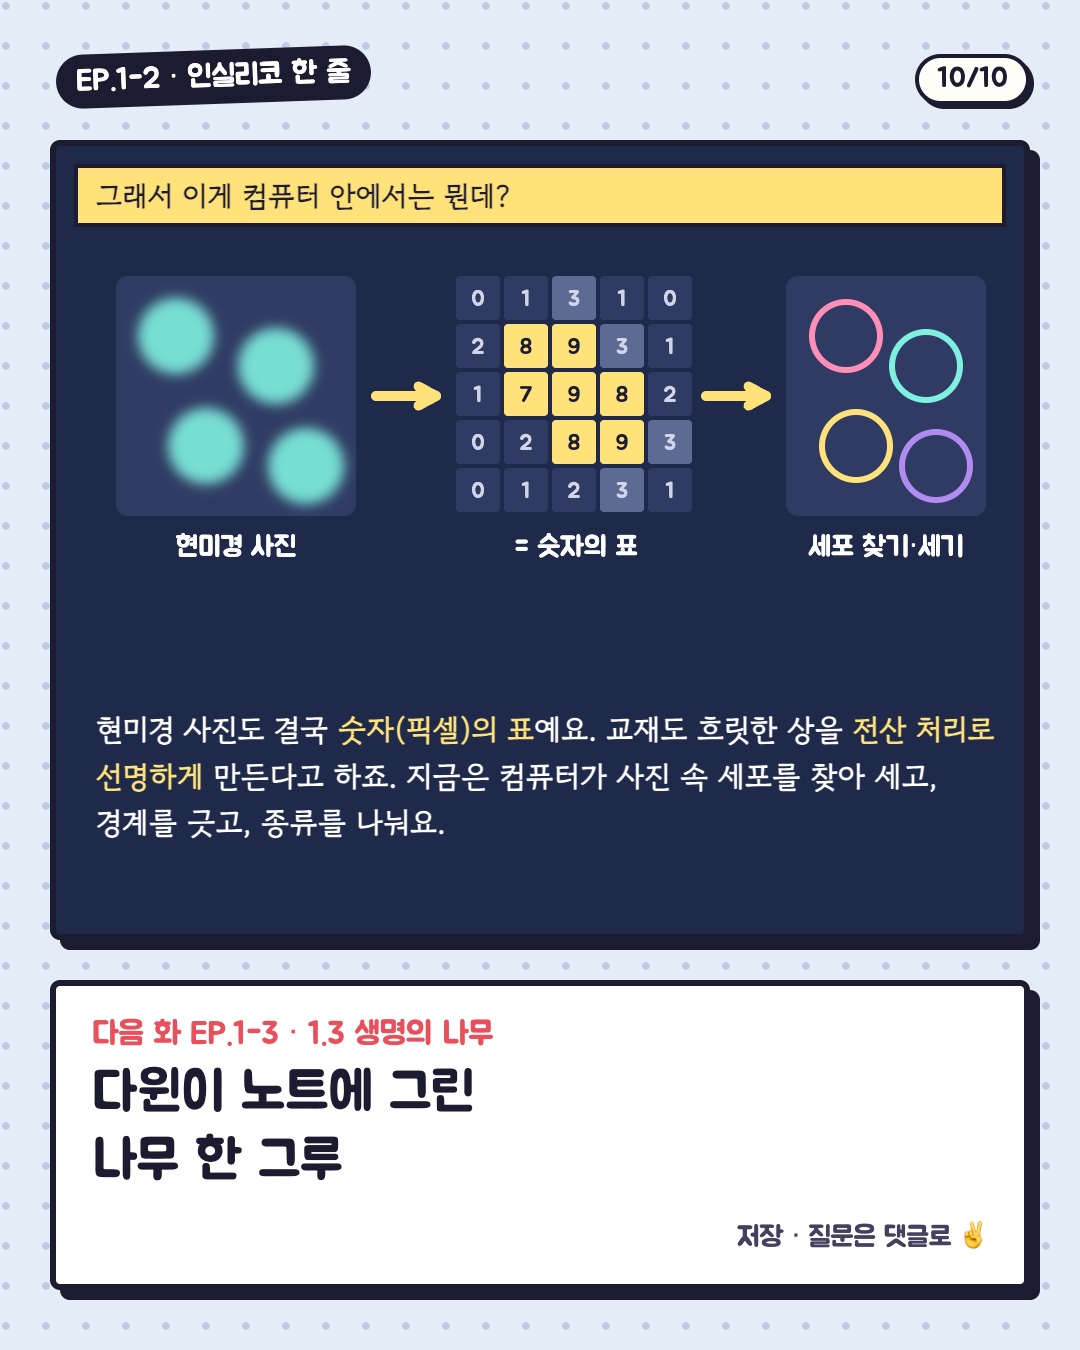 EP.1-2 · 인실리코 한 줄
10/10
그래서 이게 컴퓨터 안에서는 뭔데?
0 1 3 1 0
2 8 9 3 1
1 7 9 8 2
0 2 8 9 3
0 1 2 3 1
현미경 사진
= 숫자의 표
세포 찾기·세기
현미경 사진도 결국 숫자(픽셀)의 표예요. 교재도 흐릿한 상을 전산 처리로
선명하게 만든다고 하죠. 지금은 컴퓨터가 사진 속 세포를 찾아 세고,
경계를 긋고, 종류를 나눠요.
다음 화 EP.1-3 · 1.3 생명의 나무
다윈이 노트에 그린
나무 한 그루
저장 · 질문은 댓글로 ✌️